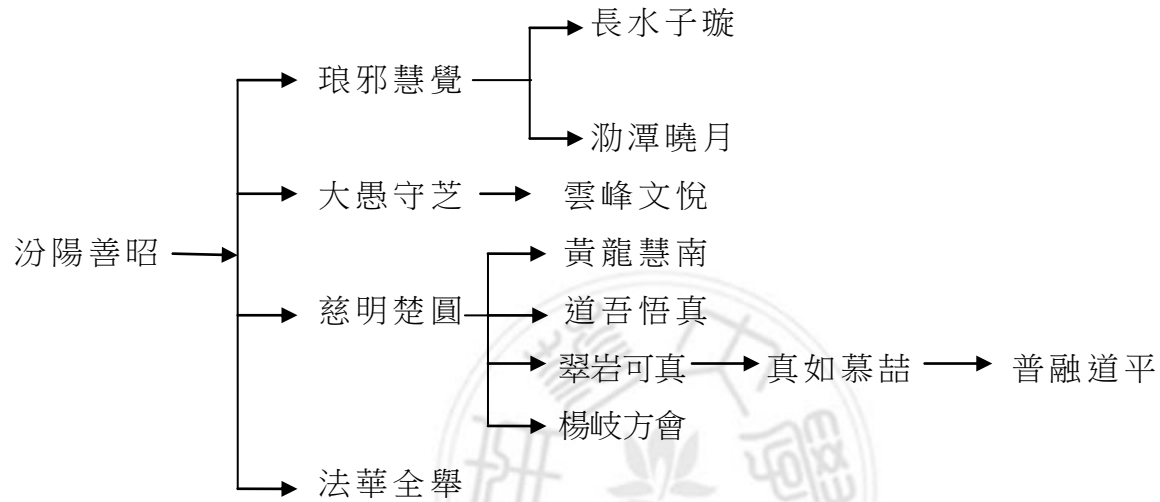 長水子璇
琅邪慧覺
泐潭曉月
大愚守芝 雲峰文悅
汾陽善昭
黃龍慧南
慈明楚圓 道吾悟真
翠岩可真 真如慕喆 普融道平
楊岐方會
法華全舉